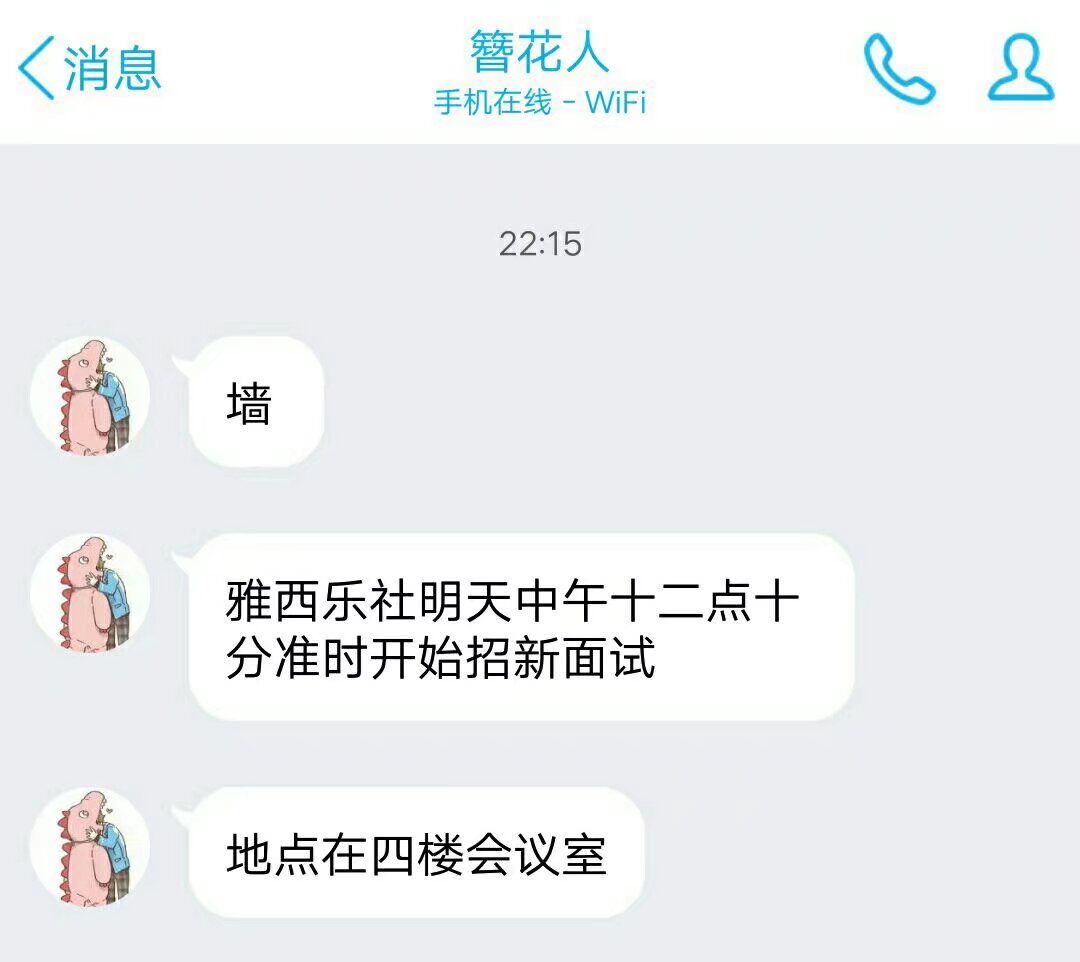 消息
簪花人
手机在线 - WiFi
22:15
墙
雅西乐社明天中午十二点十
分准时开始招新面试
地点在四楼会议室